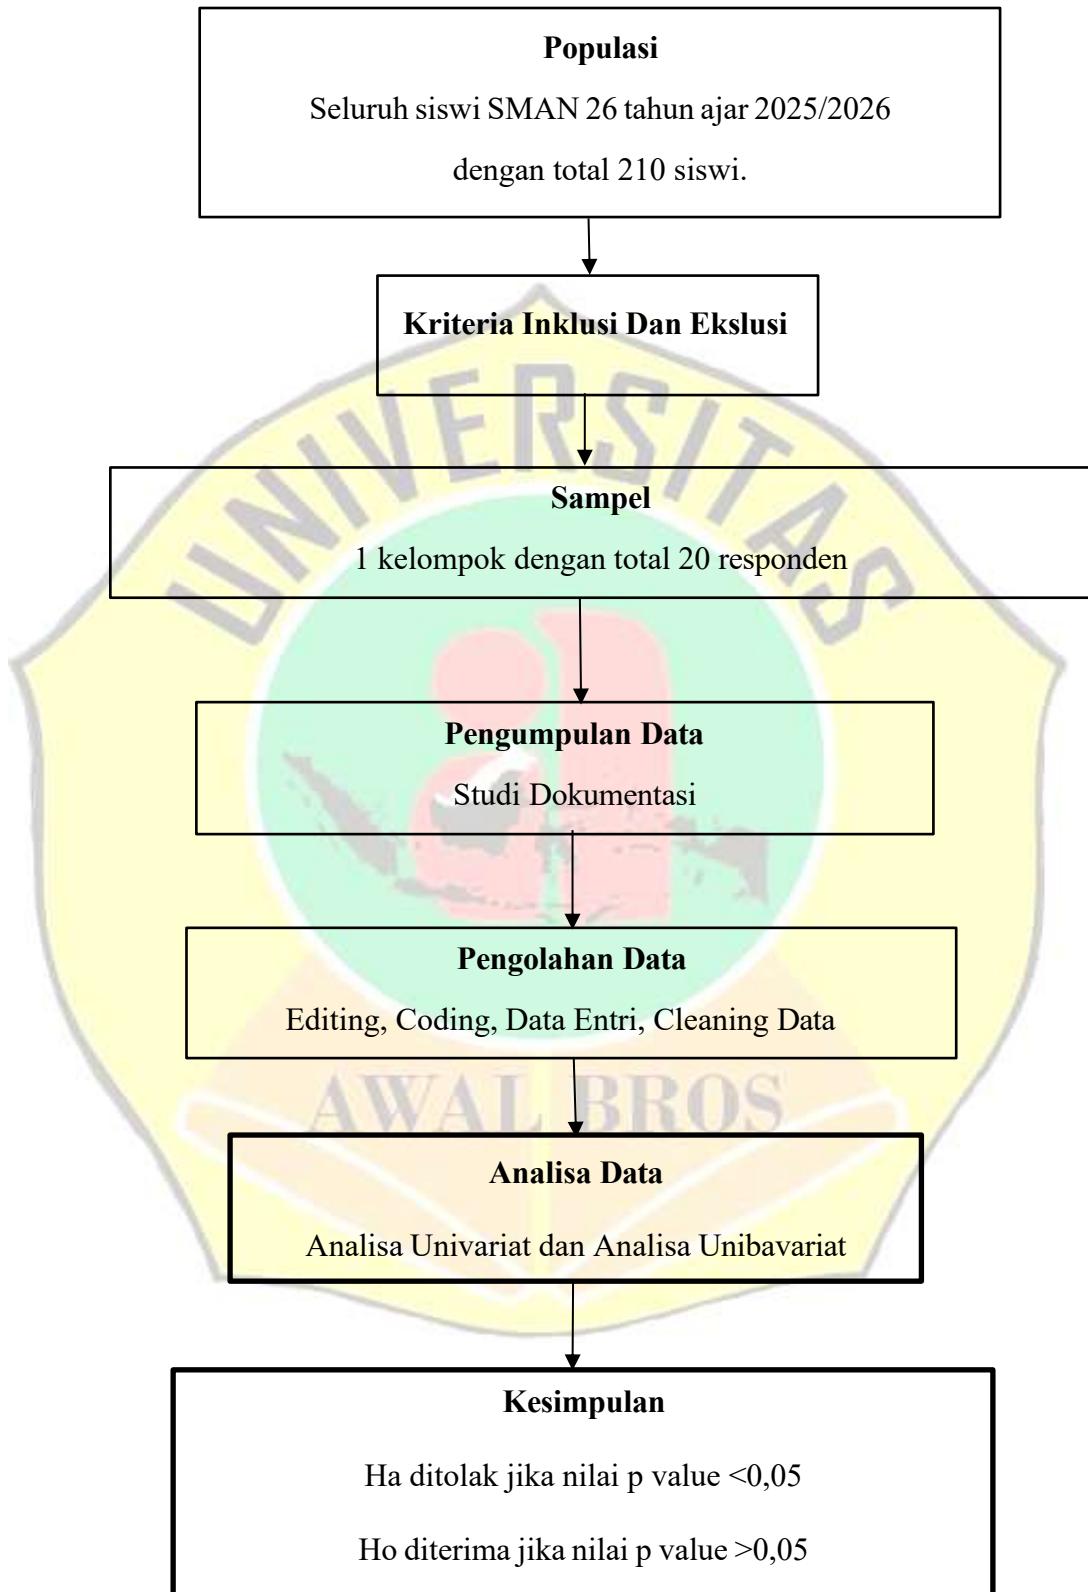 Populasi
Seluruh siswi SMAN 26 tahun ajar 2025/2026
dengan total 210 siswi.
Kriteria Inklusi Dan Ekslusi
UNIVERSITAS
Sampel
1 kelompok dengan total 20 responden
Pengumpulan Data
Studi Dokumentasi
Pengolahan Data
Editing, Coding, Data Entri, Cleaning Data
AWAL BROS
Analisa Data
Analisa Univariat dan Analisa Unibavariat
Kesimpulan
Ha ditolak jika nilai p value <0,05
Ho diterima jika nilai p value >0,05